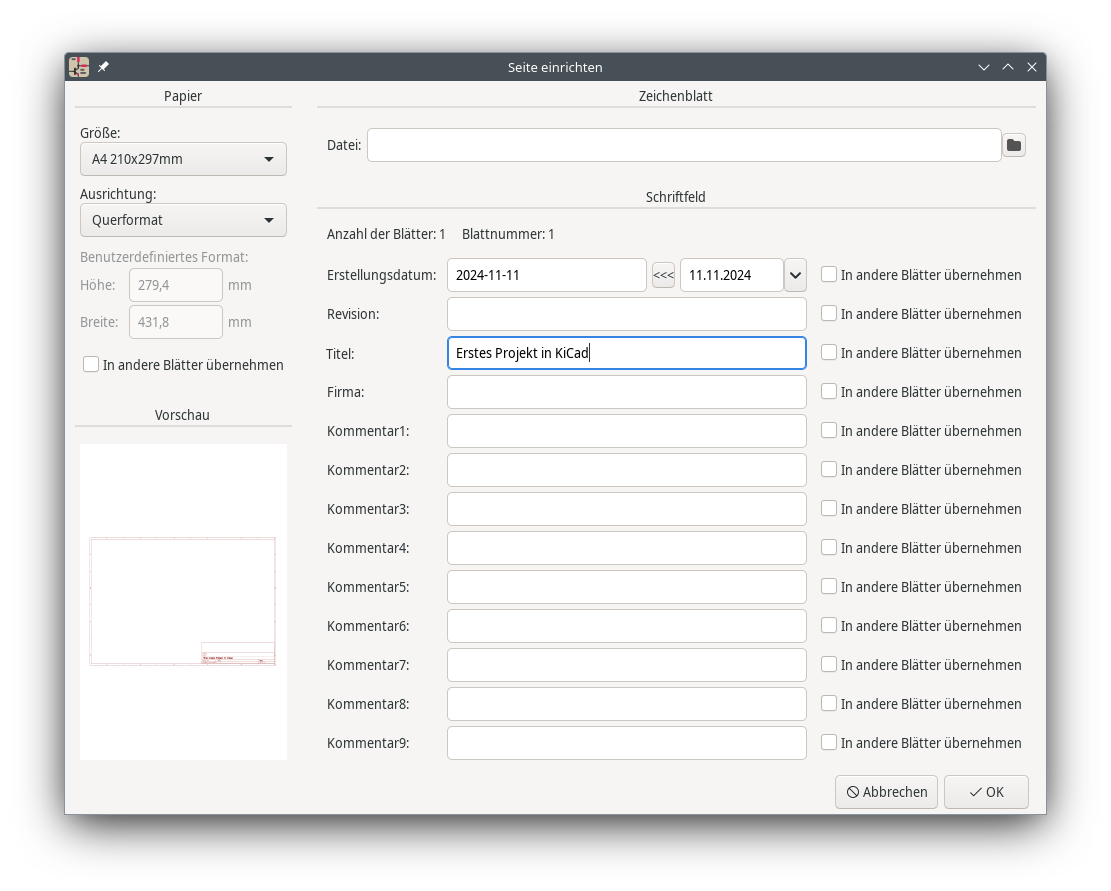 Seite einrichten
Papier
Größe:
A4 210x297mm
Ausrichtung:
Querformat
Benutzerdefiniertes Format:
Höhe: 279,4 mm
Breite: 431,8 mm
In andere Blätter übernehmen
Vorschau
Zeichenblatt
Datei:
Schriftfeld
Anzahl der Blätter: 1 Blattnummer: 1
Erstellungsdatum: 2024-11-11 <<< 11.11.2024 In andere Blätter übernehmen
Revision: In andere Blätter übernehmen
Titel: Erstes Projekt in KiCad In andere Blätter übernehmen
Firma: In andere Blätter übernehmen
Kommentar1: In andere Blätter übernehmen
Kommentar2: In andere Blätter übernehmen
Kommentar3: In andere Blätter übernehmen
Kommentar4: In andere Blätter übernehmen
Kommentar5: In andere Blätter übernehmen
Kommentar6: In andere Blätter übernehmen
Kommentar7: In andere Blätter übernehmen
Kommentar8: In andere Blätter übernehmen
Kommentar9: In andere Blätter übernehmen
Abbrechen OK